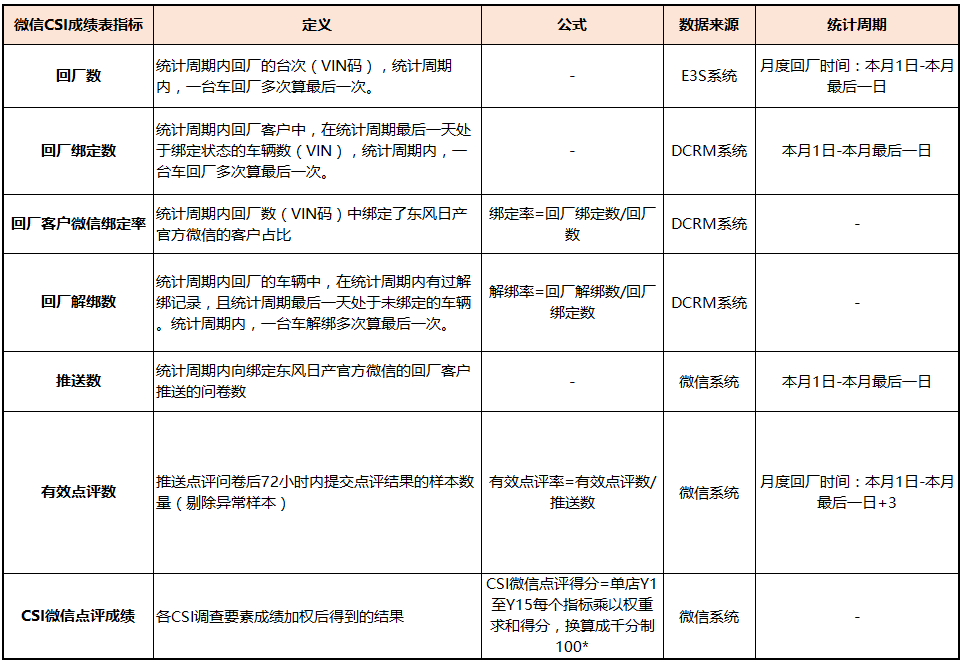 微信CSI成绩表指标 定义 公式 数据来源 统计周期
回厂数
统计周期内回厂的台次（VIN码），统计周期
内，一台车回厂多次算最后一次。
-
E3S系统
月度回厂时间：本月1日-本月
最后一日
回厂绑定数
统计周期内回厂客户中，在统计周期最后一天处
于绑定状态的车辆数（VIN），统计周期内，一
台车回厂多次算最后一次。
-
DCRM系统
本月1日-本月最后一日
回厂客户微信绑定率
统计周期内回厂数（VIN码）中绑定了东风日产
官方微信的客户占比
绑定率=回厂绑定数/回厂
数
DCRM系统
-
回厂解绑数
统计周期内回厂的车辆中，在统计周期内有过解
绑记录，且统计周期最后一天处于未绑定的车辆
。统计周期内，一台车解绑多次算最后一次。
解绑率=回厂解绑数/回厂
绑定数
DCRM系统
-
推送数
统计周期内向绑定东风日产官方微信的回厂客户
推送的问卷数
-
微信系统
本月1日-本月最后一日
有效点评数
推送点评问卷后72小时内提交点评结果的样本数
量（剔除异常样本）
有效点评率=有效点评数/
推送数
微信系统
月度回厂时间：本月1日-本月
最后一日+3
CSI微信点评成绩
各CSI调查要素成绩加权后得到的结果
CSI微信点评得分=单店Y1
至Y15每个指标乘以权重
求和得分，换算成千分制
100*
微信系统
-